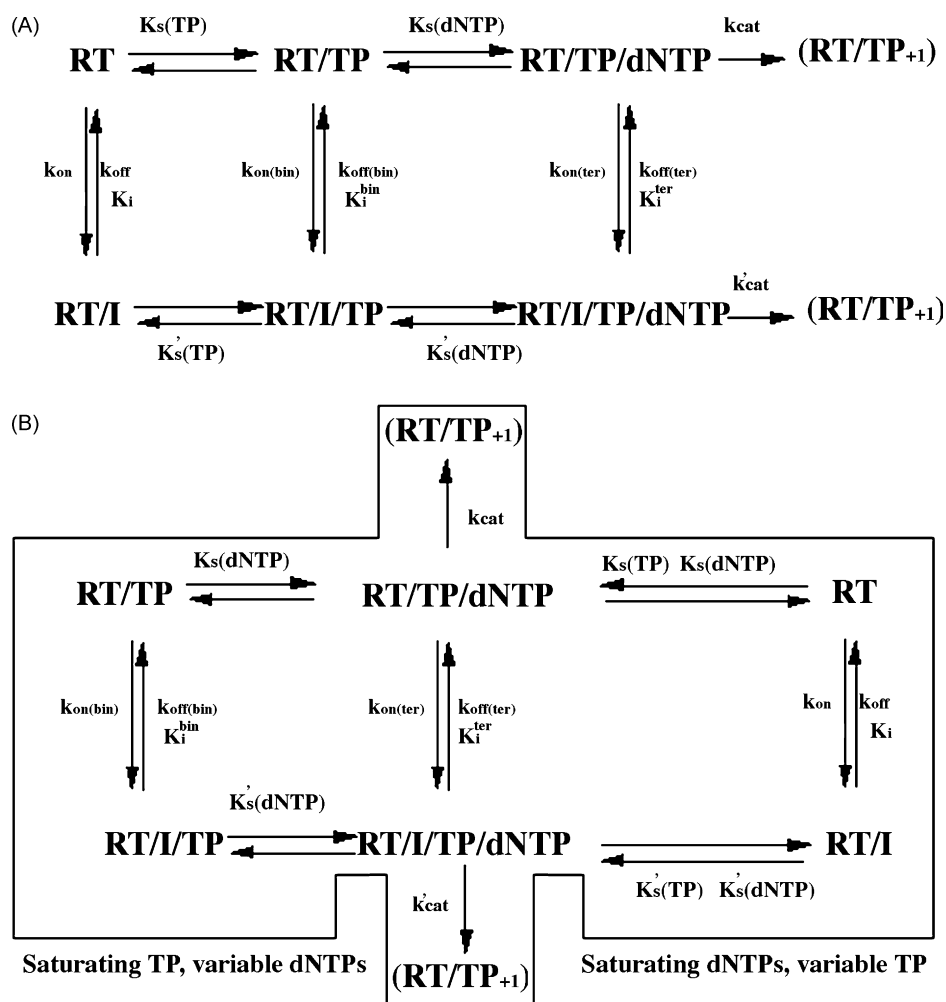 (A)
Ks(TP) Ks(dNTP) kcat
RT RT/TP RT/TP/dNTP (RT/TP+1)
kon koff kon(bin) koff(bin) kon(ter) koff(ter)
Ki Ki bin Ki ter
k'cat
RT/I RT/I/TP RT/I/TP/dNTP (RT/TP+1)
K's(TP) K's(dNTP)
(B)
(RT/TP+1)
kcat
Ks(dNTP) Ks(TP) Ks(dNTP)
RT/TP RT/TP/dNTP RT
kon(bin) koff(bin) kon(ter) koff(ter) kon koff
Ki bin Ki ter Ki
K's(dNTP)
RT/I/TP RT/I/TP/dNTP RT/I
K's(TP) K's(dNTP)
k'cat
Saturating TP, variable dNTPs (RT/TP+1) Saturating dNTPs, variable TP